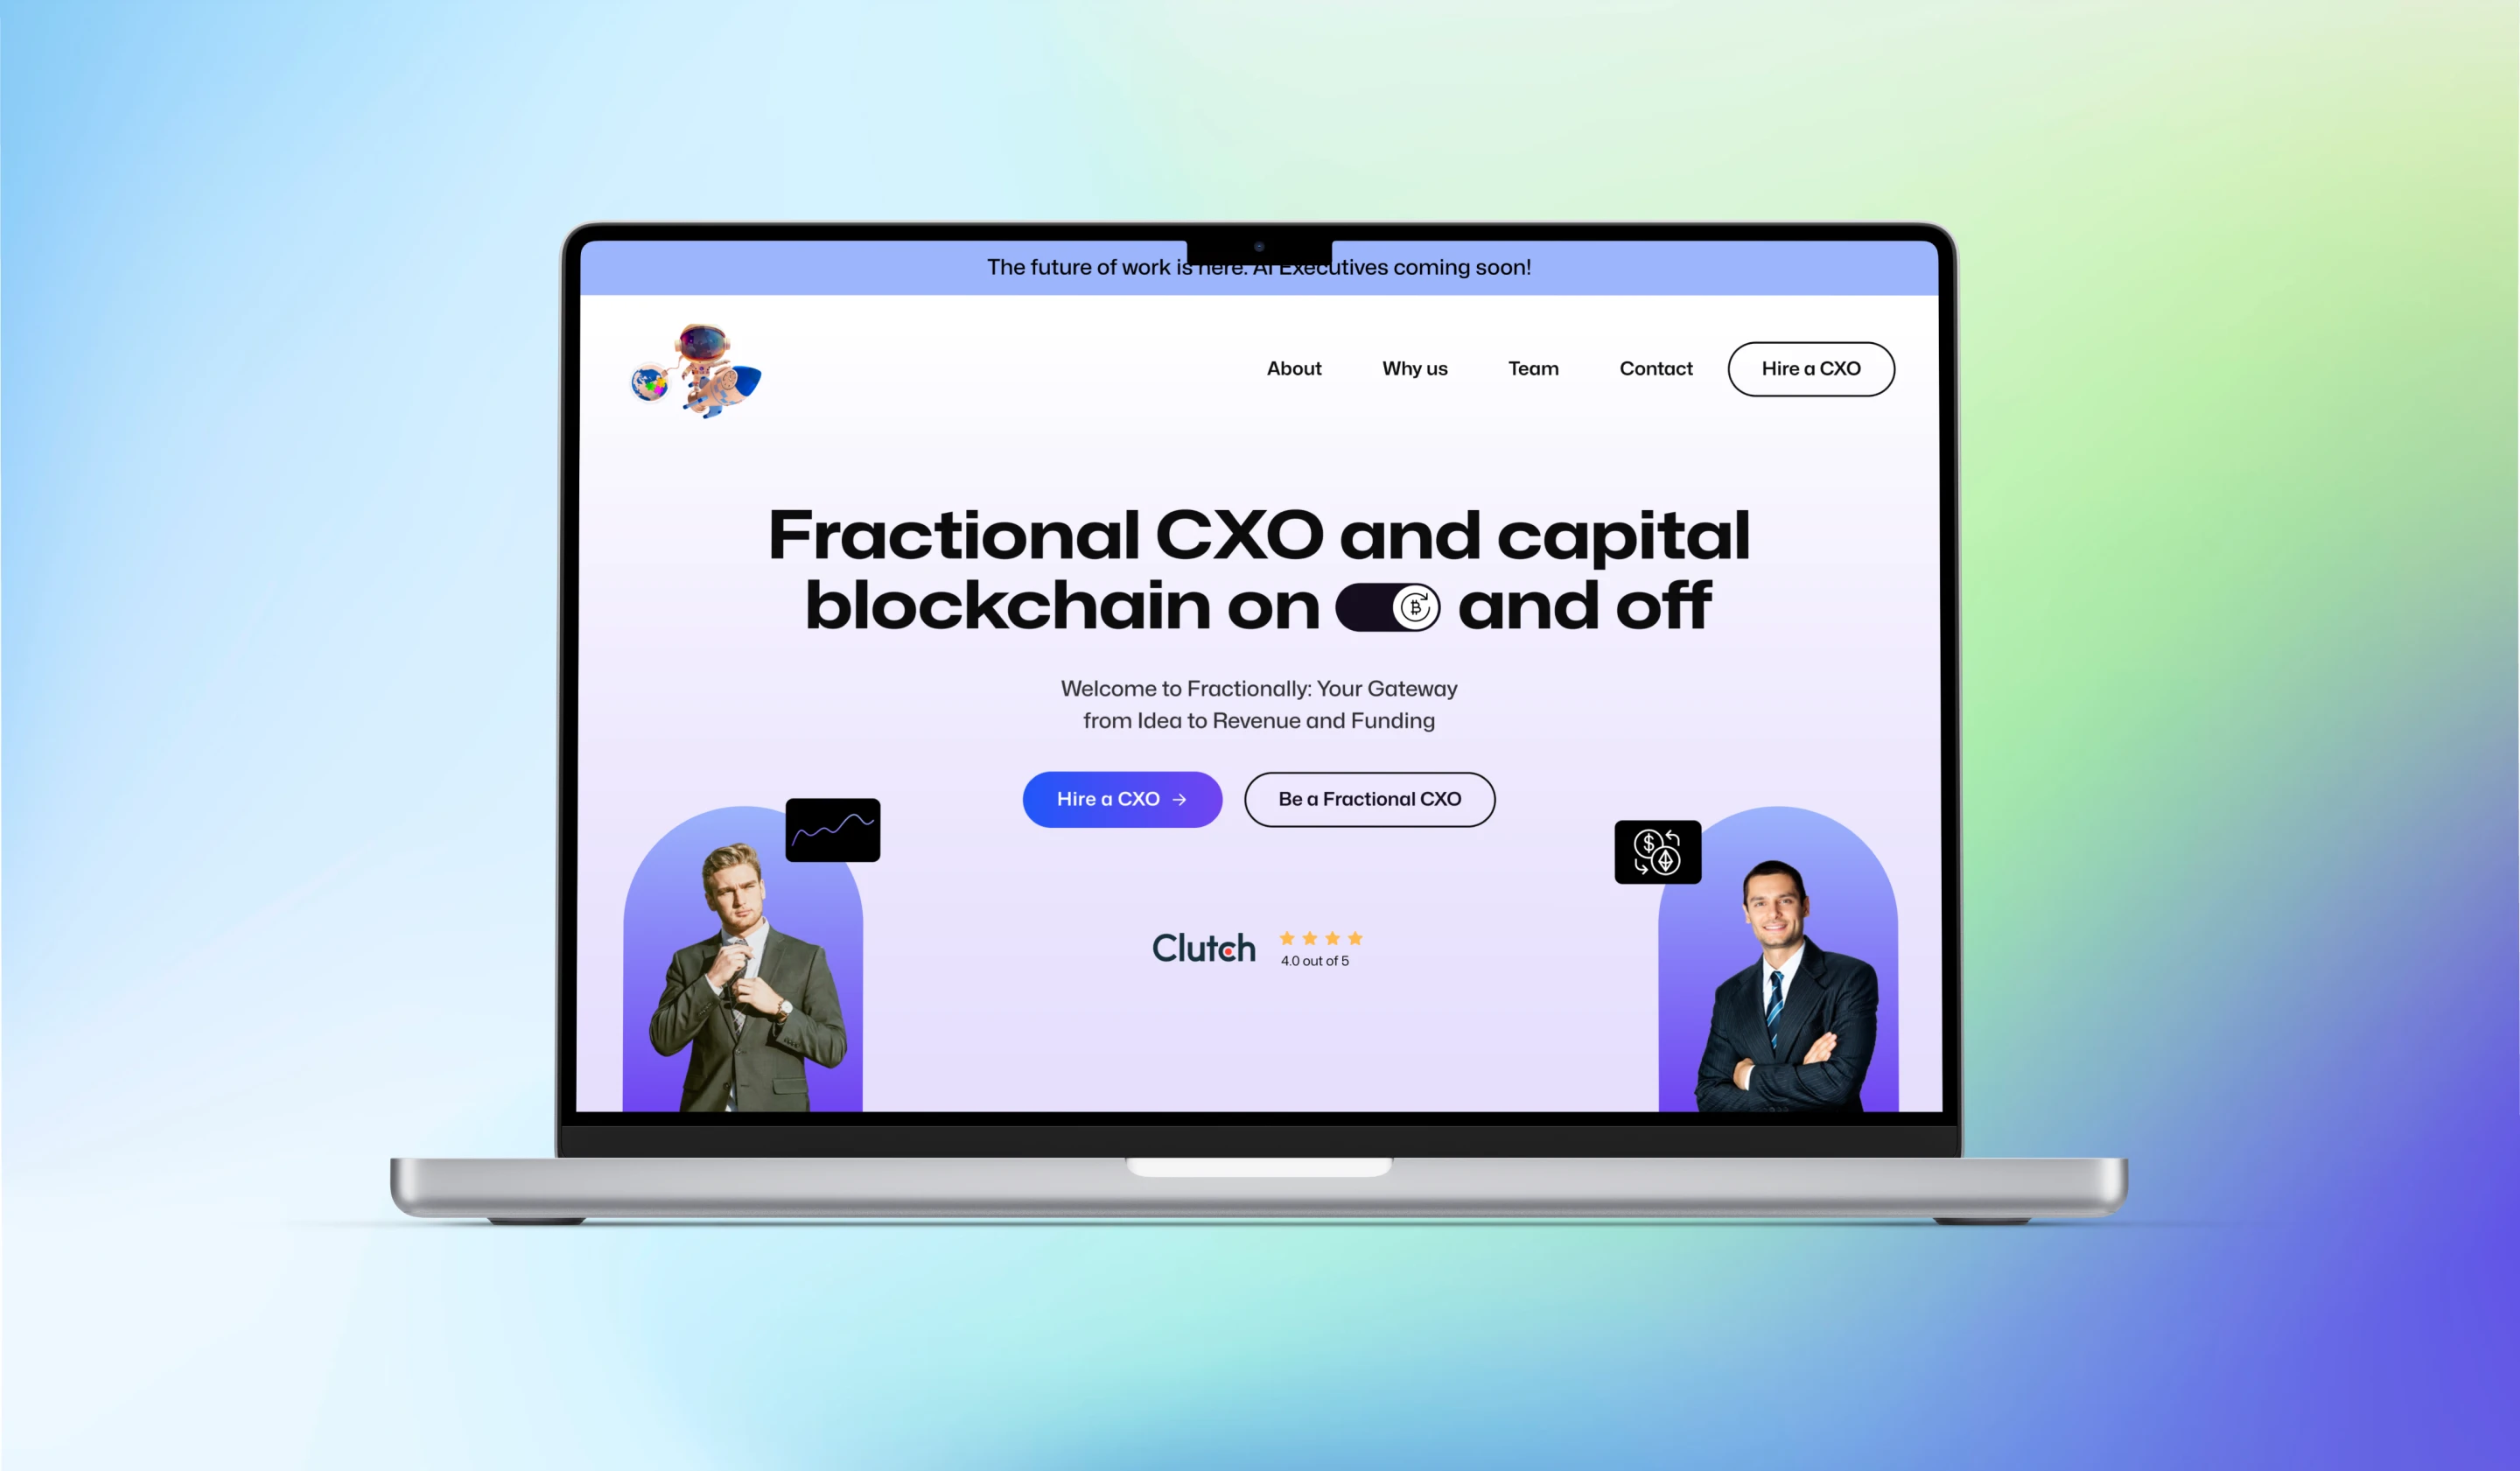 The future of work is here. AI Executives coming soon!
About Why us Team Contact Hire a CXO
Fractional CXO and capital
blockchain on and off
Welcome to Fractionally: Your Gateway
from Idea to Revenue and Funding
Hire a CXO → Be a Fractional CXO
Clutch
4.0 out of 5